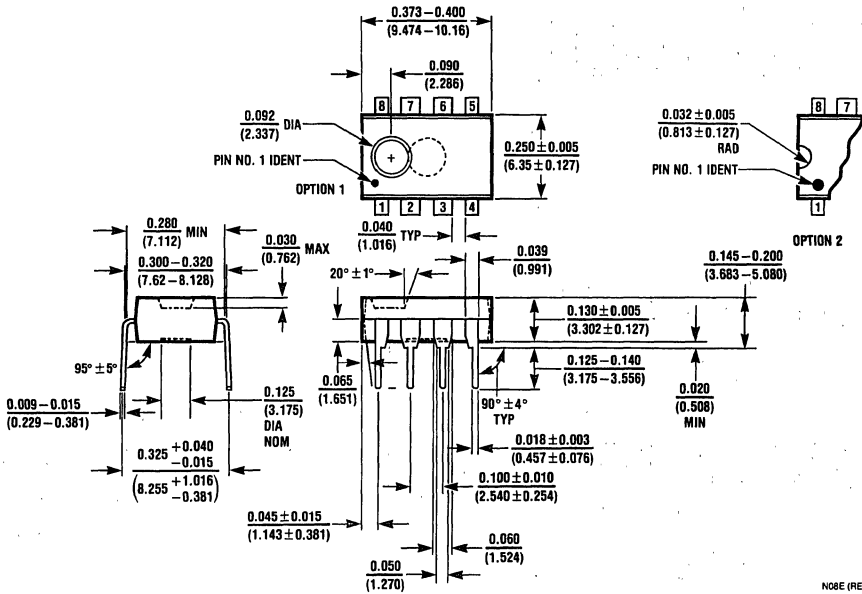 0.373–0.400
(9.474–10.16)
0.090
(2.286)
8 7 6 5
0.092 DIA
(2.337)
PIN NO. 1 IDENT
OPTION 1
0.250 ±0.005
(6.35 ±0.127)
1 2 3 4
8 7
0.032 ±0.005
(0.813 ±0.127)
RAD
PIN NO. 1 IDENT
1
OPTION 2
0.280 MIN
(7.112)
0.300–0.320
(7.62–8.128)
0.030 MAX
(0.762)
0.040 TYP
(1.016)
20° ±1°
0.039
(0.991)
0.145–0.200
(3.683–5.080)
0.130 ±0.005
(3.302 ±0.127)
0.125–0.140
(3.175–3.556)
0.020
(0.508)
MIN
95° ±5°
0.009–0.015
(0.229–0.381)
0.125
(3.175)
DIA
NOM
0.065
(1.651)
90° ±4°
TYP
0.018 ±0.003
(0.457 ±0.076)
0.325 +0.040 −0.015
(8.255 +1.016 −0.381)
0.100 ±0.010
(2.540 ±0.254)
0.045 ±0.015
(1.143 ±0.381)
0.060
(1.524)
0.050
(1.270)
N08E (RE